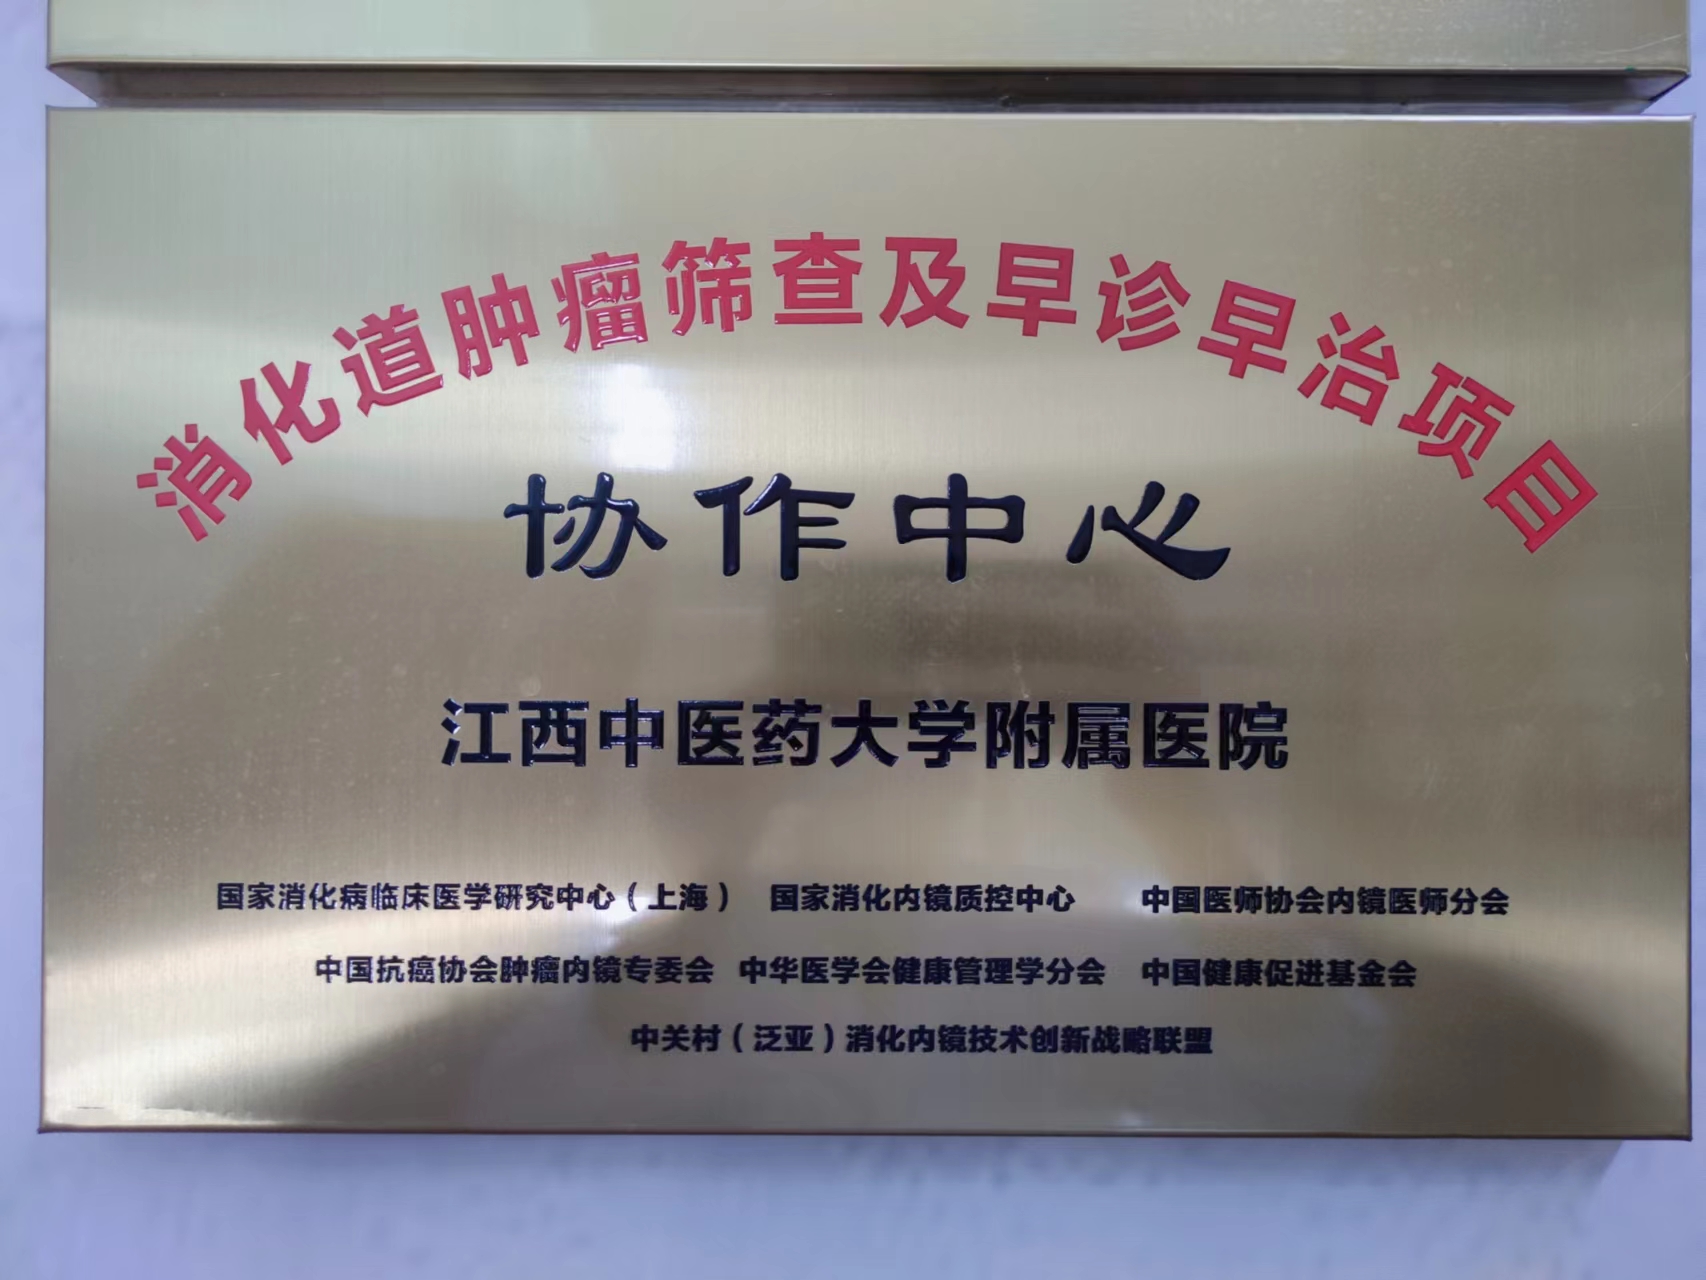 消化道肿瘤筛查及早诊早治项目
协作中心
江西中医药大学附属医院
国家消化病临床医学研究中心（上海） 国家消化内镜质控中心 中国医师协会内镜医师分会
中国抗癌协会肿瘤内镜专委会 中华医学会健康管理学分会 中国健康促进基金会
中关村（泛亚）消化内镜技术创新战略联盟